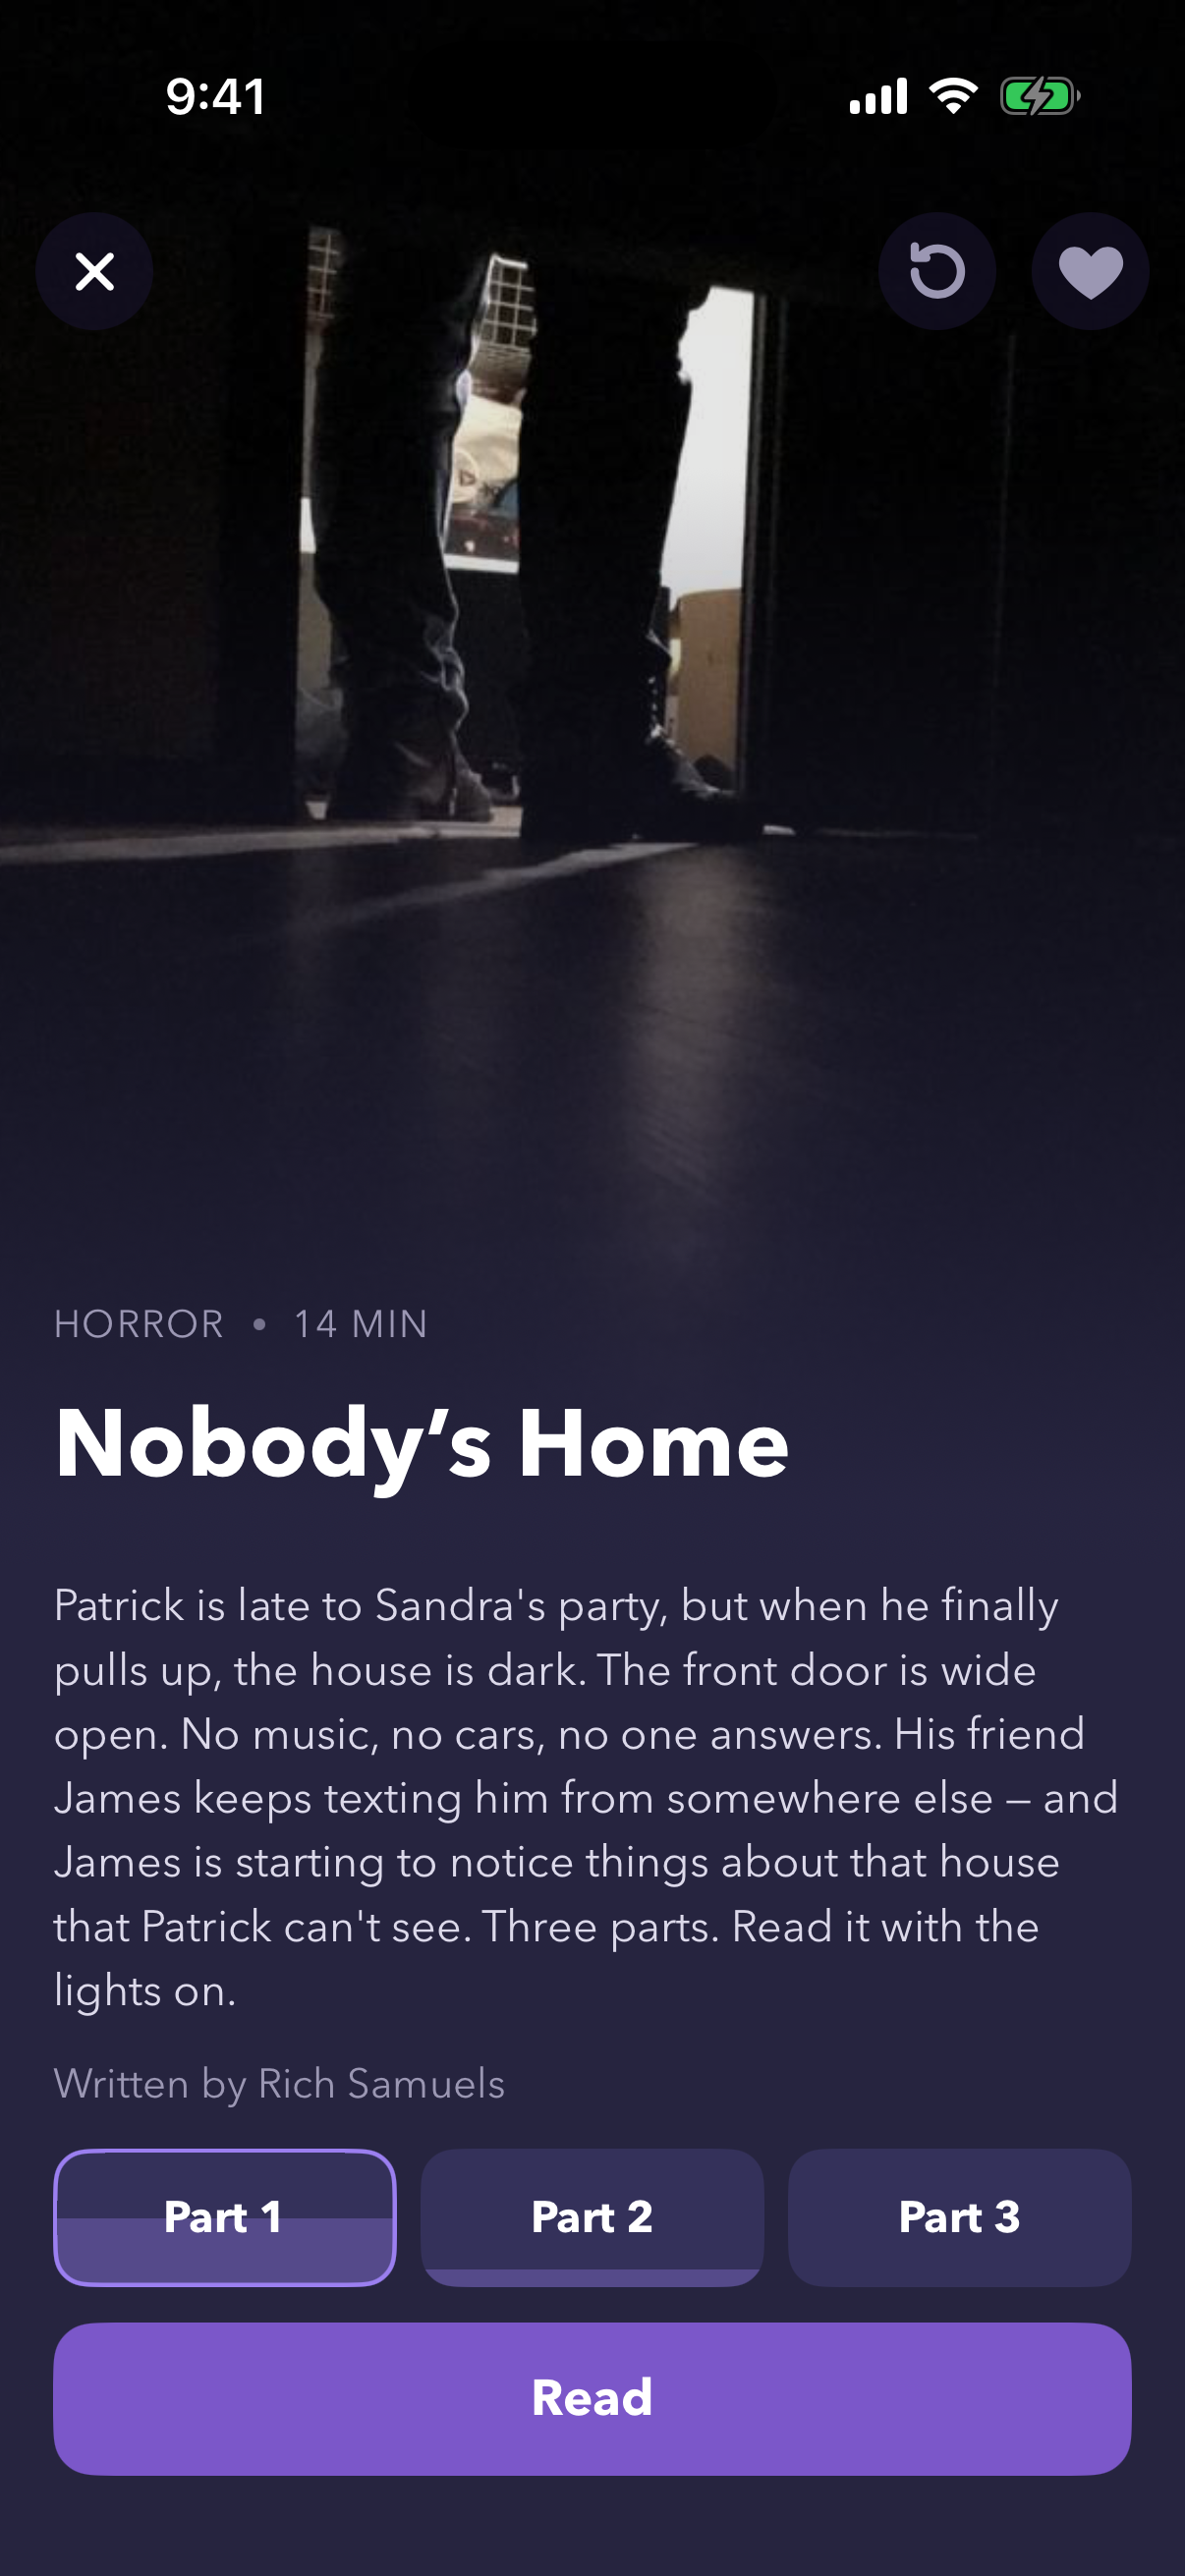 9:41
HORROR • 14 MIN
Nobody’s Home
Patrick is late to Sandra's party, but when he finally
pulls up, the house is dark. The front door is wide
open. No music, no cars, no one answers. His friend
James keeps texting him from somewhere else – and
James is starting to notice things about that house
that Patrick can't see. Three parts. Read it with the
lights on.
Written by Rich Samuels
Part 1 Part 2 Part 3
Read